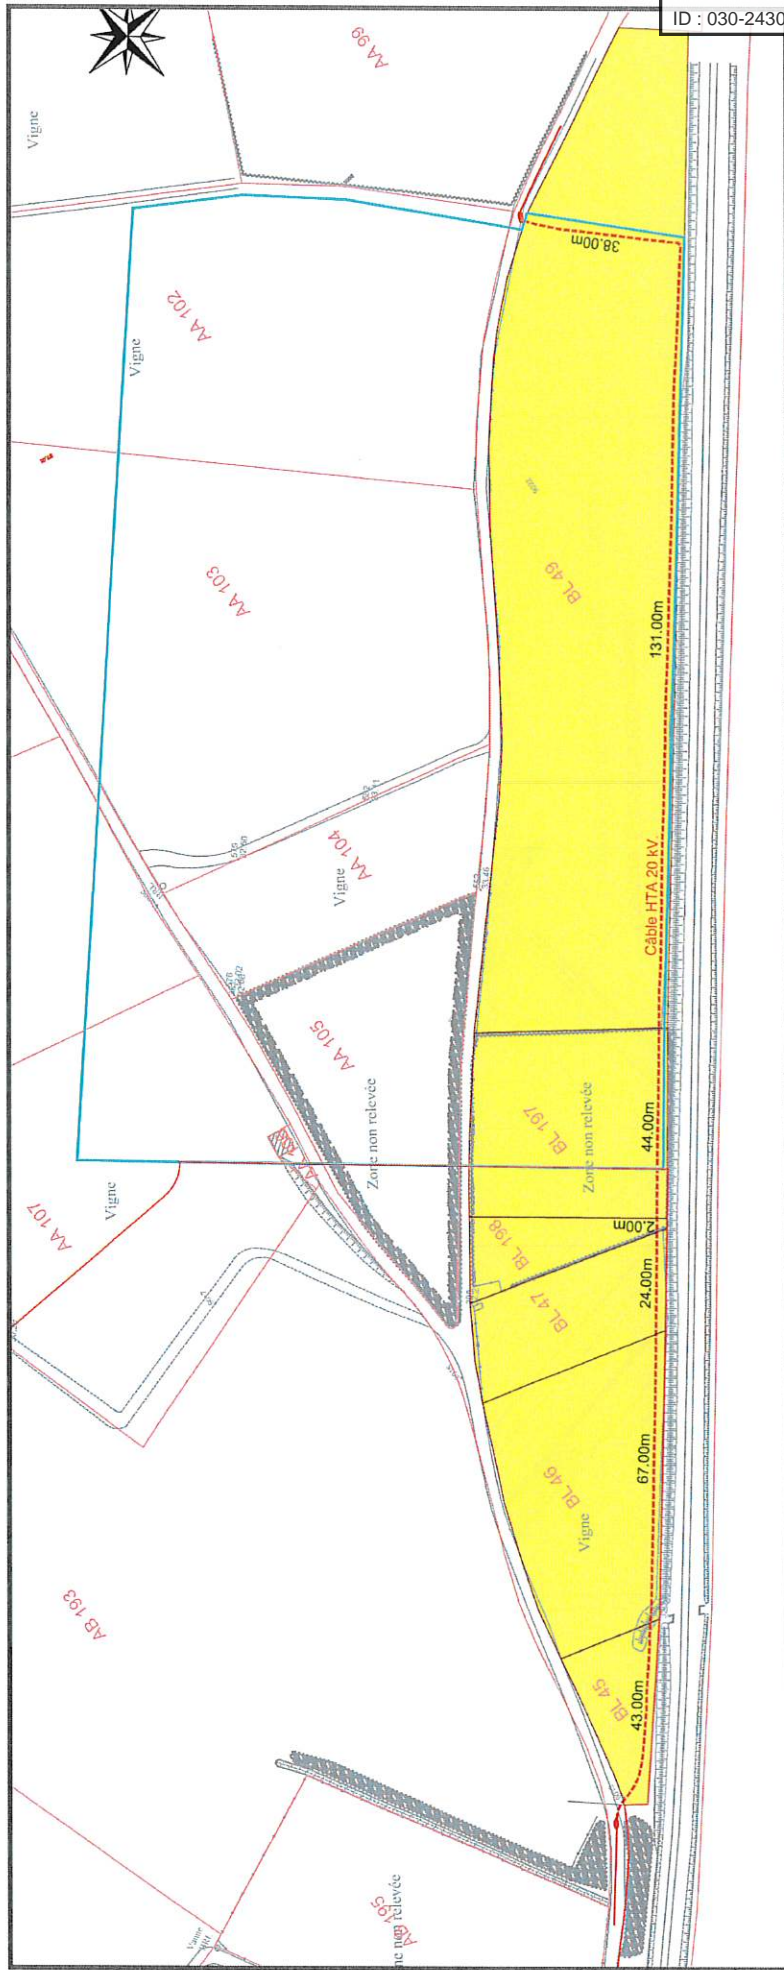 ID : 030-2430
Vigne
AA 99
AA 102
Vigne
38.00m
AA 103
BL 49
131.00m
AA 104
Vigne
Câble HTA 20 kV
AA 105
Zone non relevée
BL 197
Zone non relevée
44.00m
AA 107
Vigne
BL 198
2.00m
BL 47
24.00m
BL 46
Vigne
67.00m
AB 193
BL 45
43.00m
AB 195
ne non relevée
Vanne
BRL